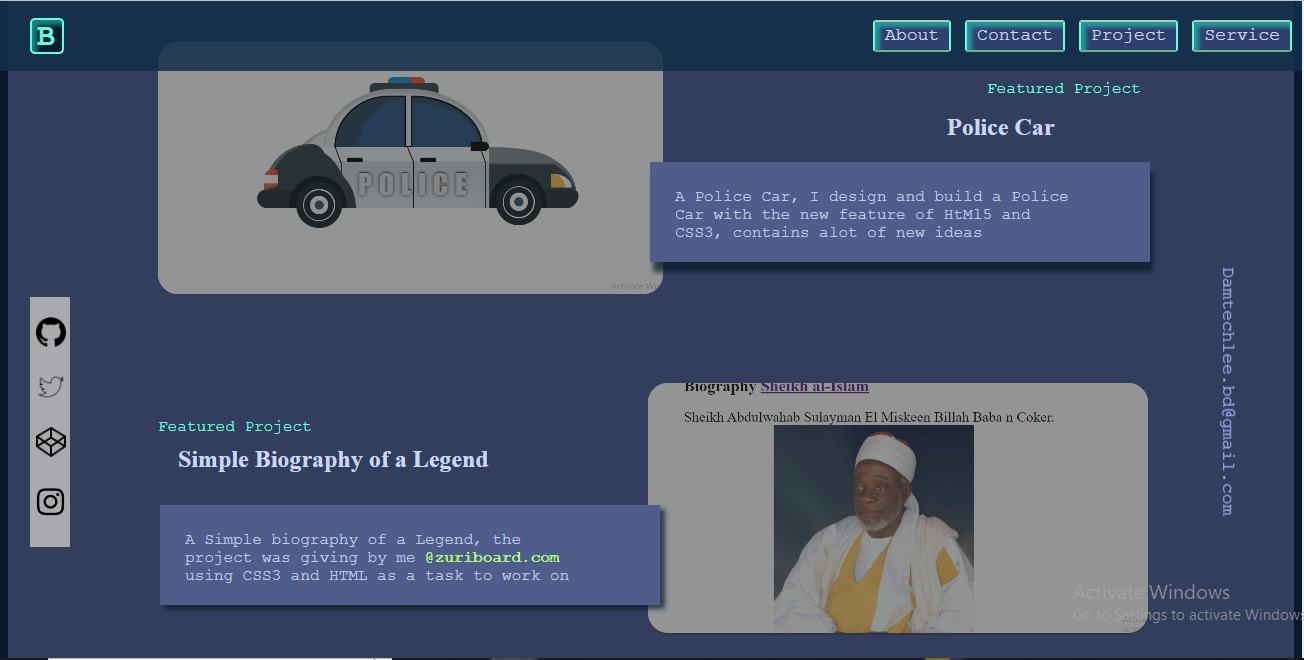 B
About
Contact
Project
Service
POLICE
Activate Wi
Featured Project
Police Car
A Police Car, I design and build a Police
Car with the new feature of HtMl5 and
CSS3, contains alot of new ideas
Damtechlee.bd@gmail.com
Featured Project
Simple Biography of a Legend
A Simple biography of a Legend, the
project was giving by me @zuriboard.com
using CSS3 and HTML as a task to work on
Biography Sheikh al-Islam
Sheikh Abdulwahab Sulayman El Miskeen Billah Baba n Coker.
Activate Windows
Go to Settings to activate Windows